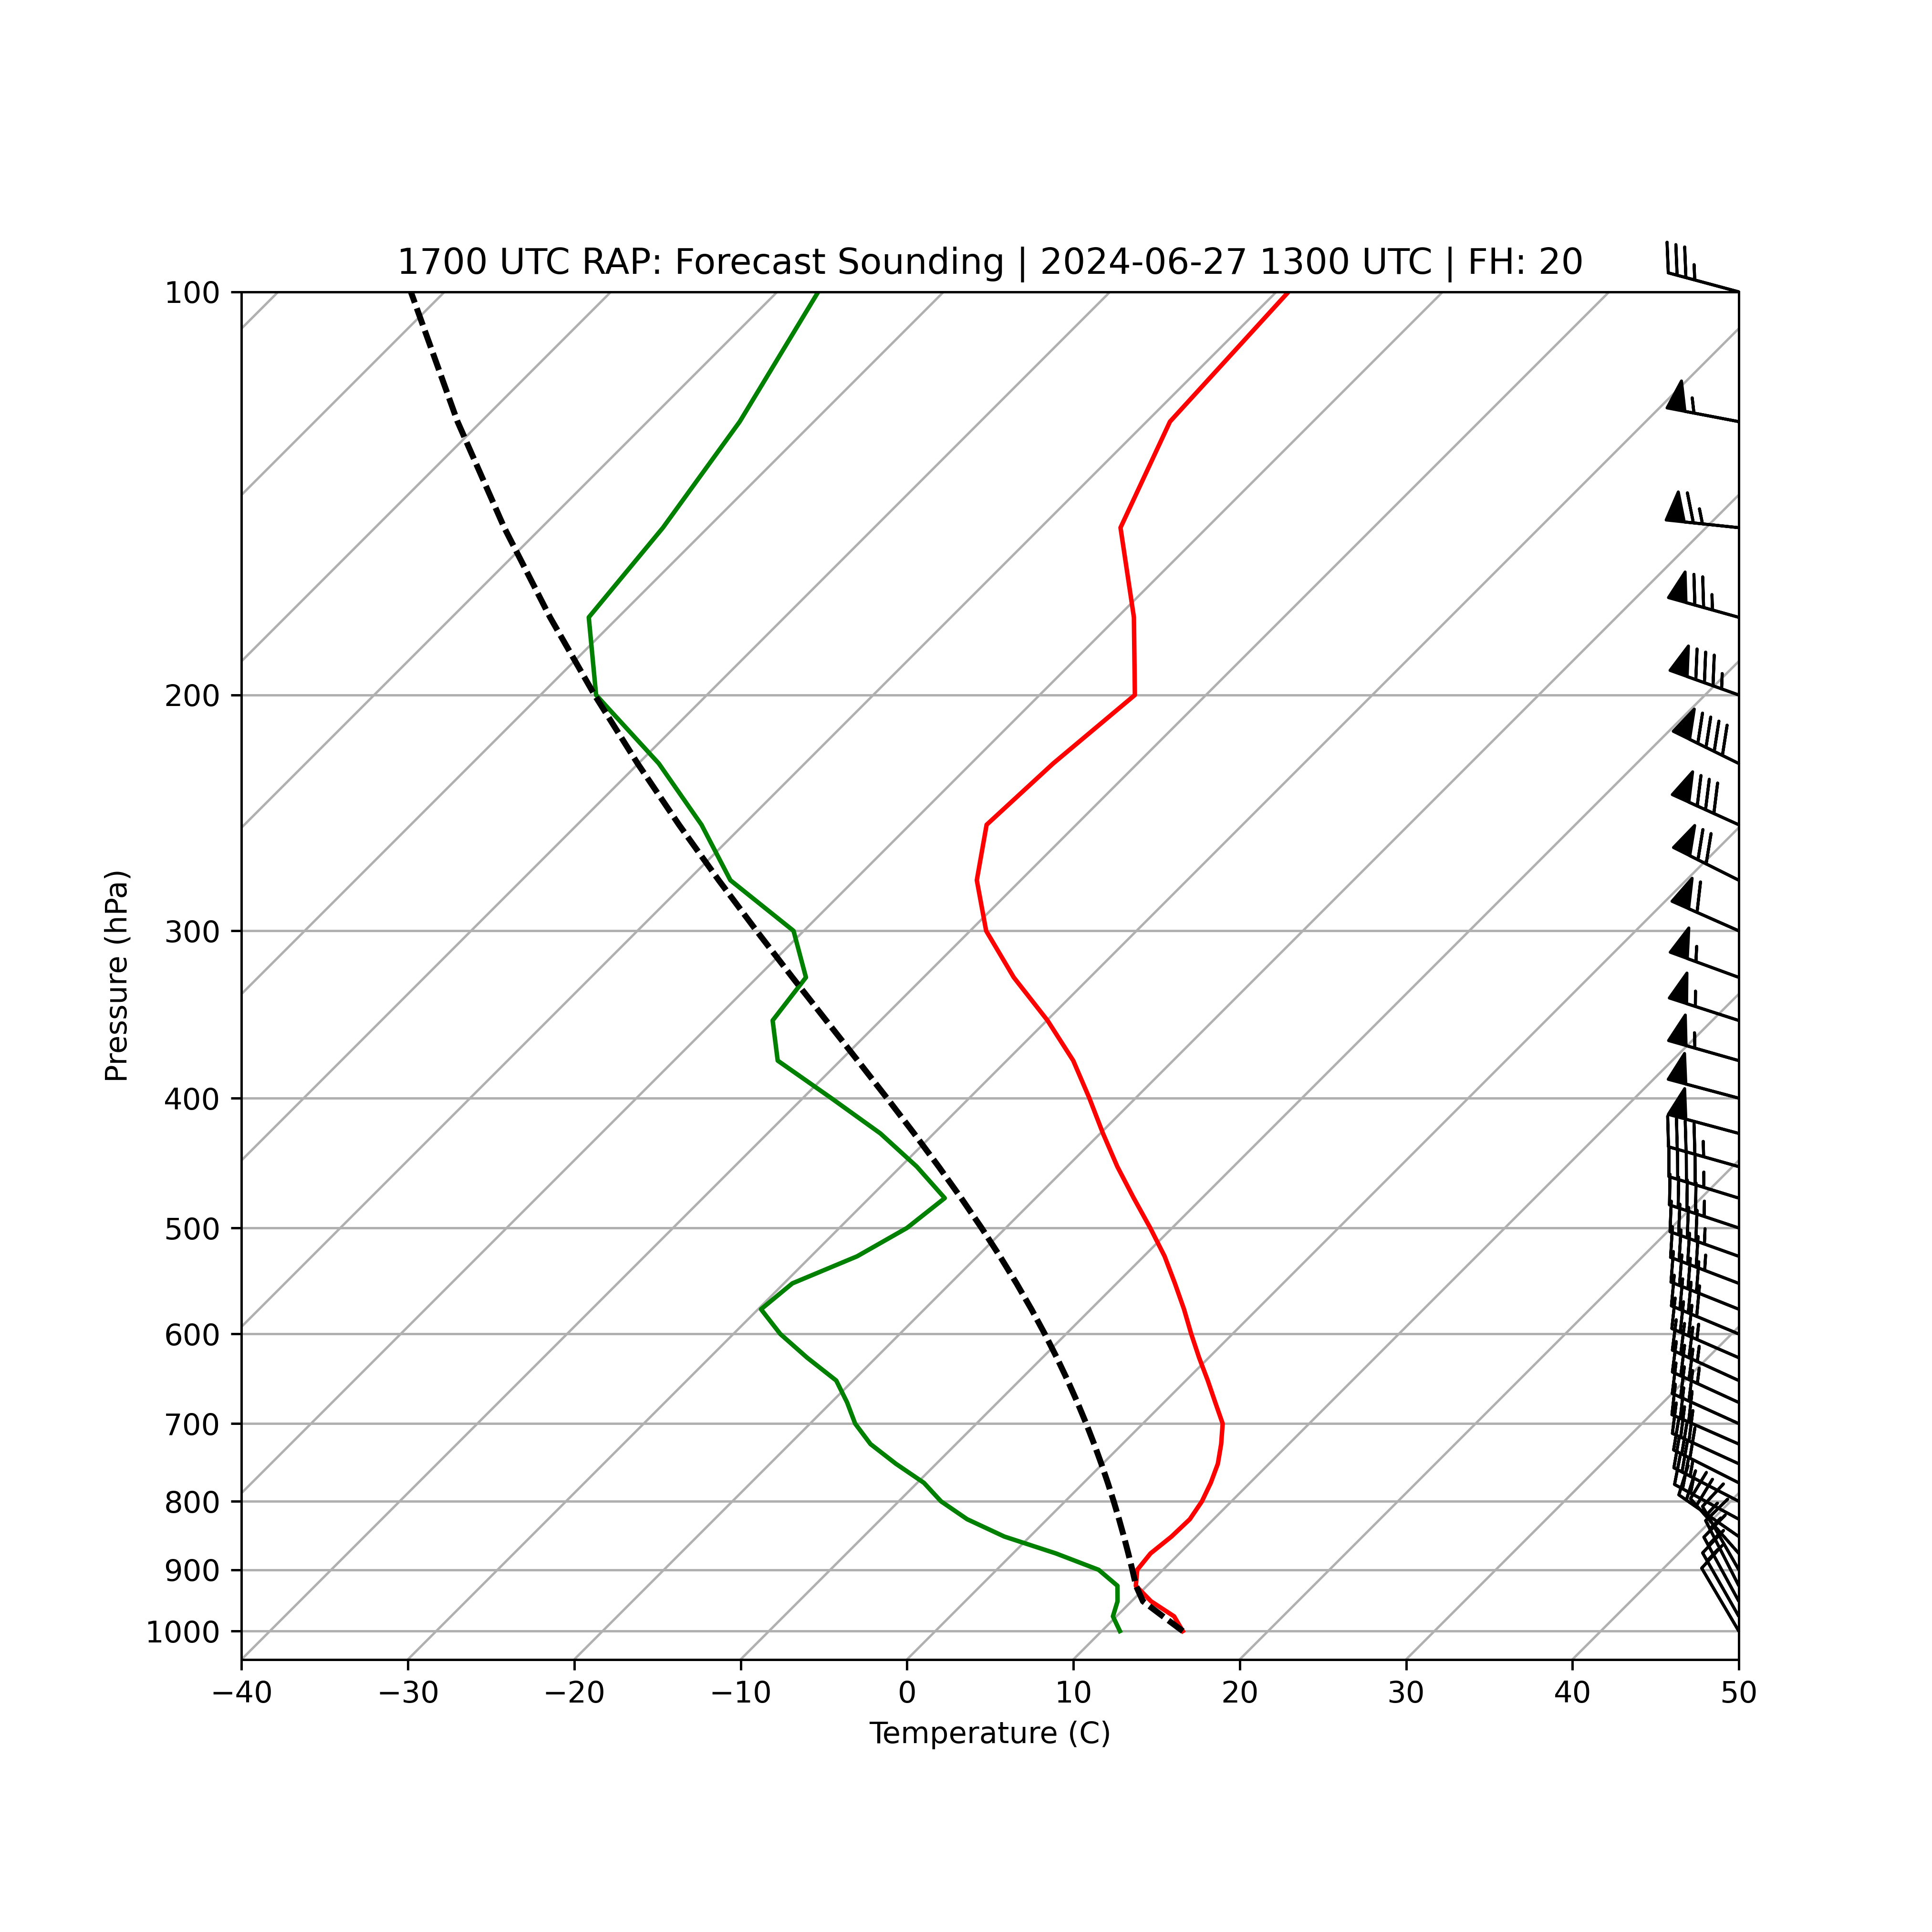 1700 UTC RAP: Forecast Sounding | 2024-06-27 1300 UTC | FH: 20
100
200
300
400
500
600
700
800
900
1000
Pressure (hPa)
−40 −30 −20 −10 0 10 20 30 40 50
Temperature (C)